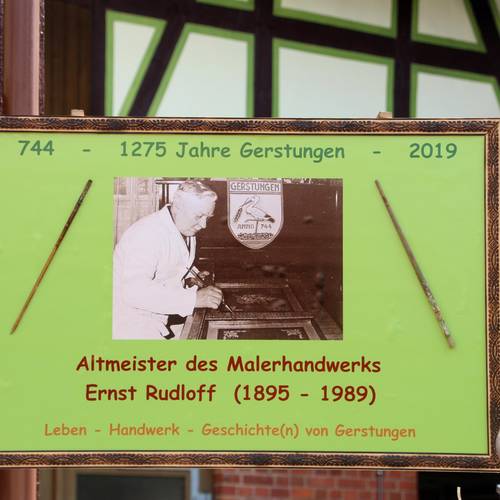 744 - 1275 Jahre Gerstungen - 2019
GERSTUNGEN
ANNO 744
Altmeister des Malerhandwerks
Ernst Rudloff (1895 - 1989)
Leben - Handwerk - Geschichte(n) von Gerstungen